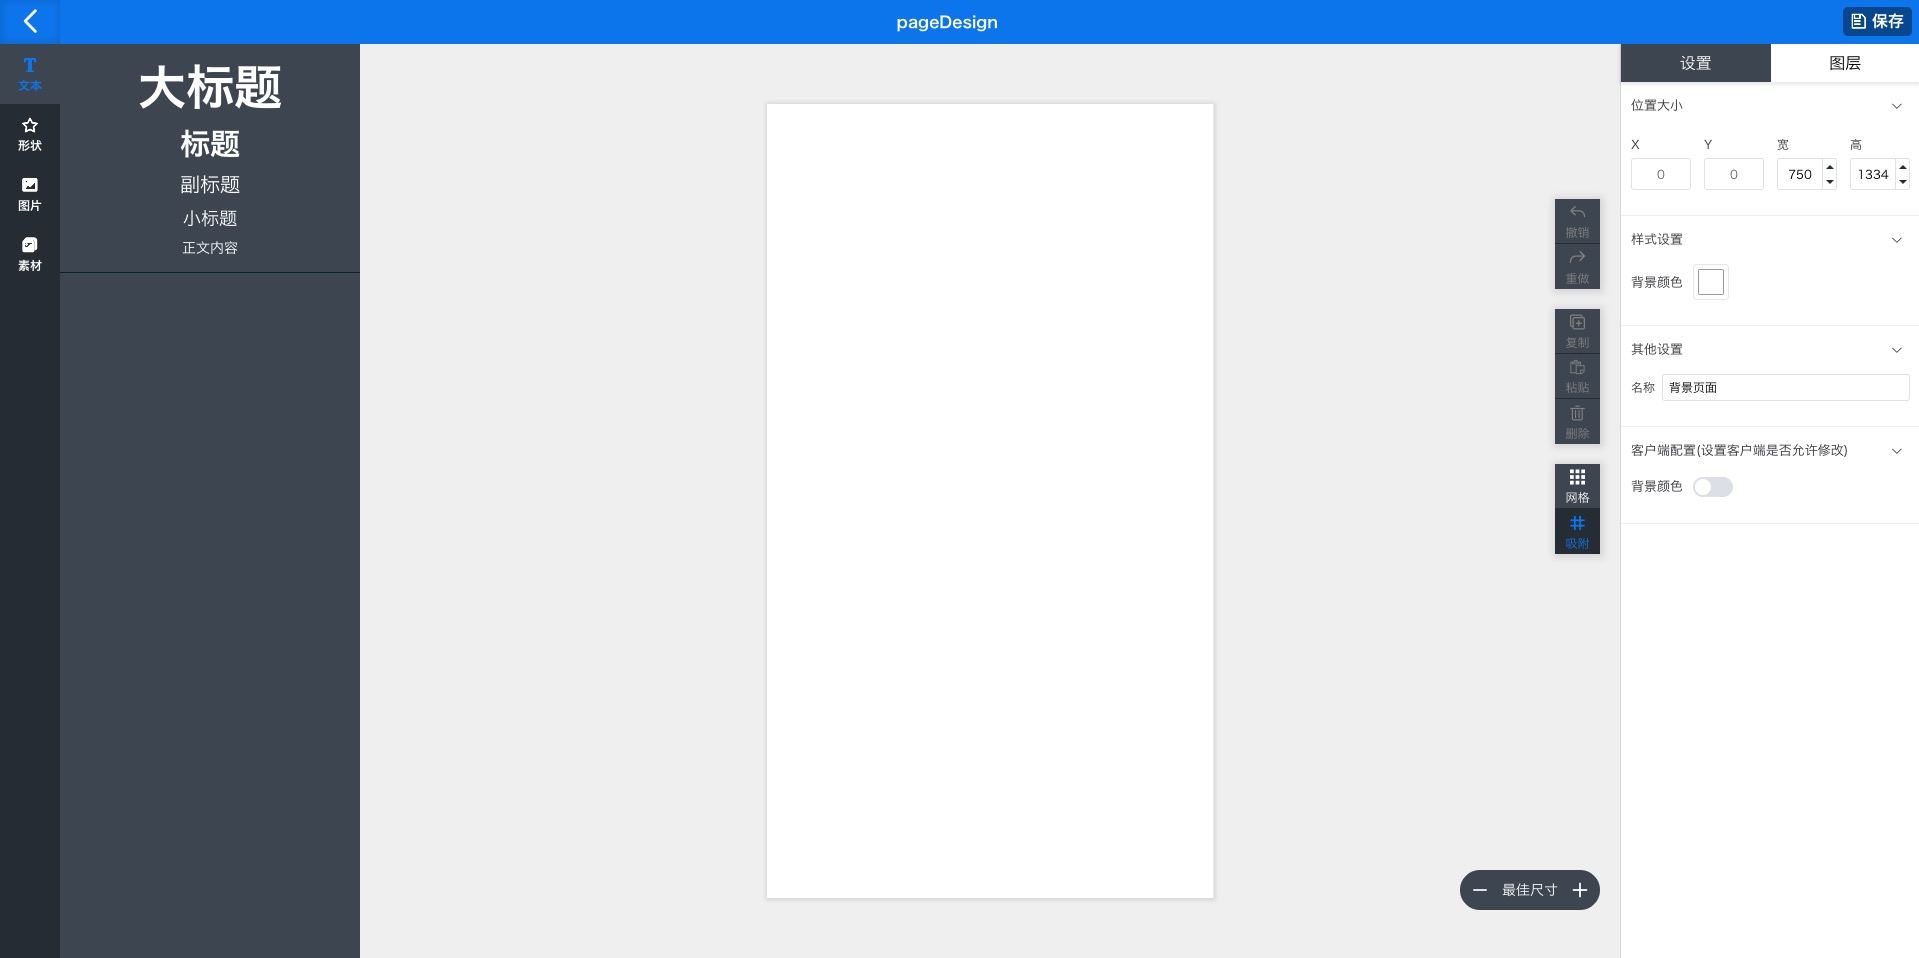 pageDesign
保存
文本
形状
图片
素材
大标题
标题
副标题
小标题
正文内容
撤销
重做
复制
粘贴
删除
网格
吸附
最佳尺寸
设置 图层
位置大小
X Y 宽 高
0 0 750 1334
样式设置
背景颜色
其他设置
名称 背景页面
客户端配置(设置客户端是否允许修改)
背景颜色